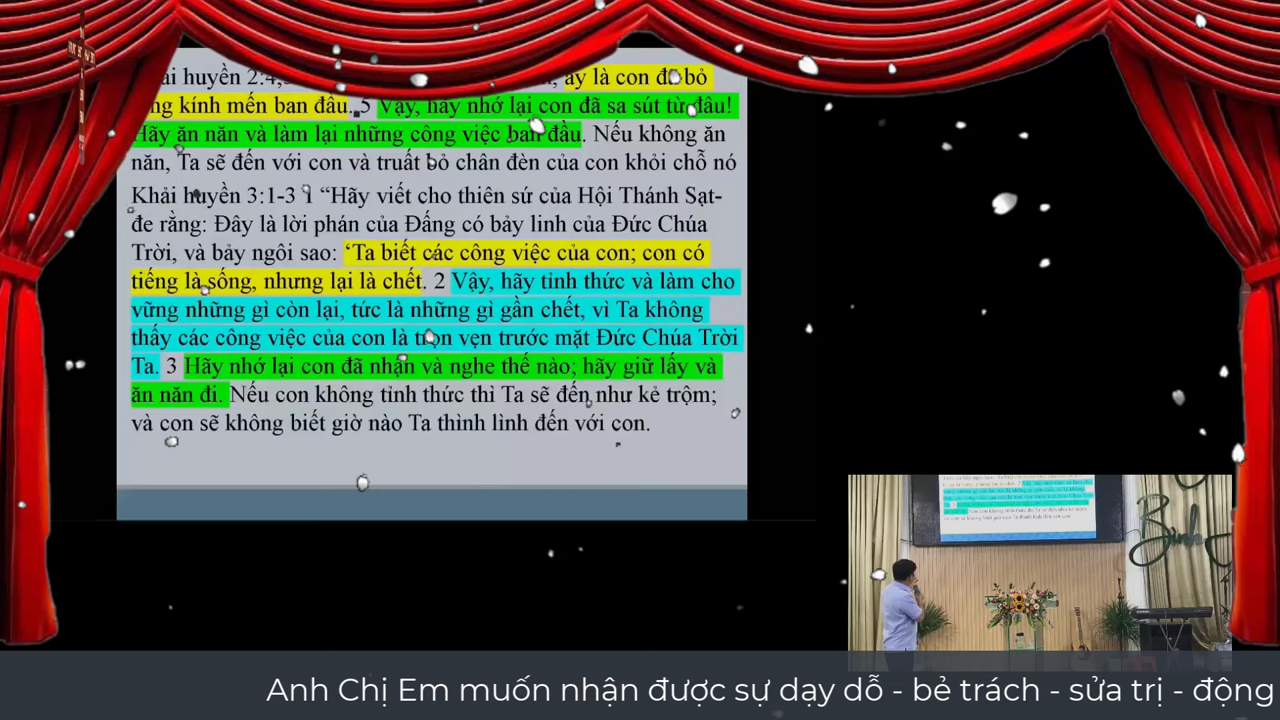 huyền 2:4, ấy là con đã bỏ
kính mến ban đầu. 5 Vậy, hãy nhớ lại con đã sa sút từ đâu!
Hãy ăn năn và làm lại những công việc ban đầu. Nếu không ăn
năn, Ta sẽ đến với con và truất bỏ chân đèn của con khỏi chỗ nó
Khải huyền 3:1-3 1 “Hãy viết cho thiên sứ của Hội Thánh Sạt-
đe rằng: Đây là lời phán của Đấng có bảy linh của Đức Chúa
Trời, và bảy ngôi sao: ‘Ta biết các công việc của con; con có
tiếng là sống, nhưng lại là chết. 2 Vậy, hãy tỉnh thức và làm cho
vững những gì còn lại, tức là những gì gần chết, vì Ta không
thấy các công việc của con là trọn vẹn trước mặt Đức Chúa Trời
Ta. 3 Hãy nhớ lại con đã nhận và nghe thế nào; hãy giữ lấy và
ăn năn đi. Nếu con không tỉnh thức thì Ta sẽ đến như kẻ trộm;
và con sẽ không biết giờ nào Ta thình lình đến với con.
Bình
Anh Chị Em muốn nhận được sự dạy dỗ - bẻ trách - sửa trị - động